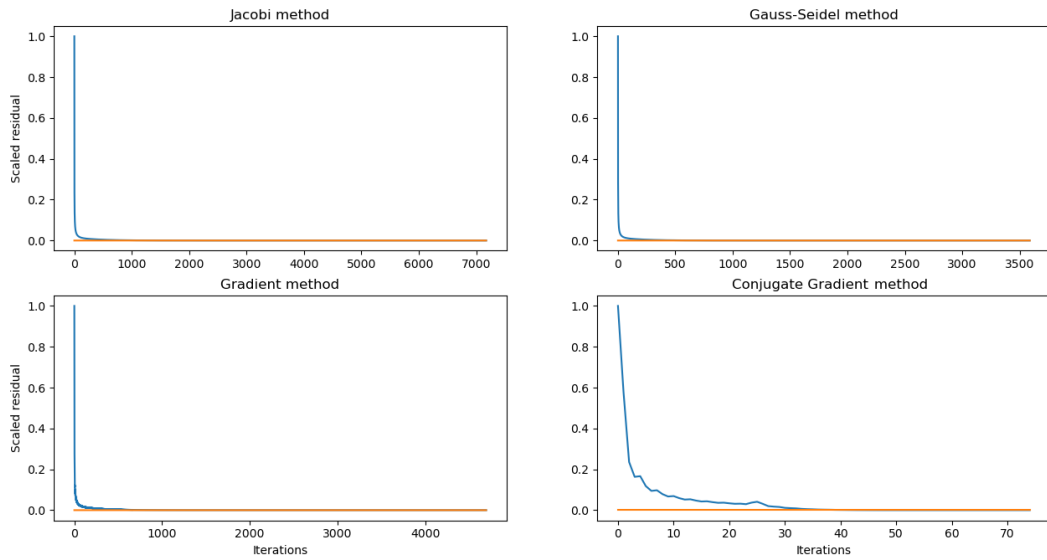 Jacobi method
Scaled residual
1.0
0.8
0.6
0.4
0.2
0.0
0 1000 2000 3000 4000 5000 6000 7000
Gauss-Seidel method
1.0
0.8
0.6
0.4
0.2
0.0
0 500 1000 1500 2000 2500 3000 3500
Gradient method
Scaled residual
1.0
0.8
0.6
0.4
0.2
0.0
0 1000 2000 3000 4000
Iterations
Conjugate Gradient method
1.0
0.8
0.6
0.4
0.2
0.0
0 10 20 30 40 50 60 70
Iterations